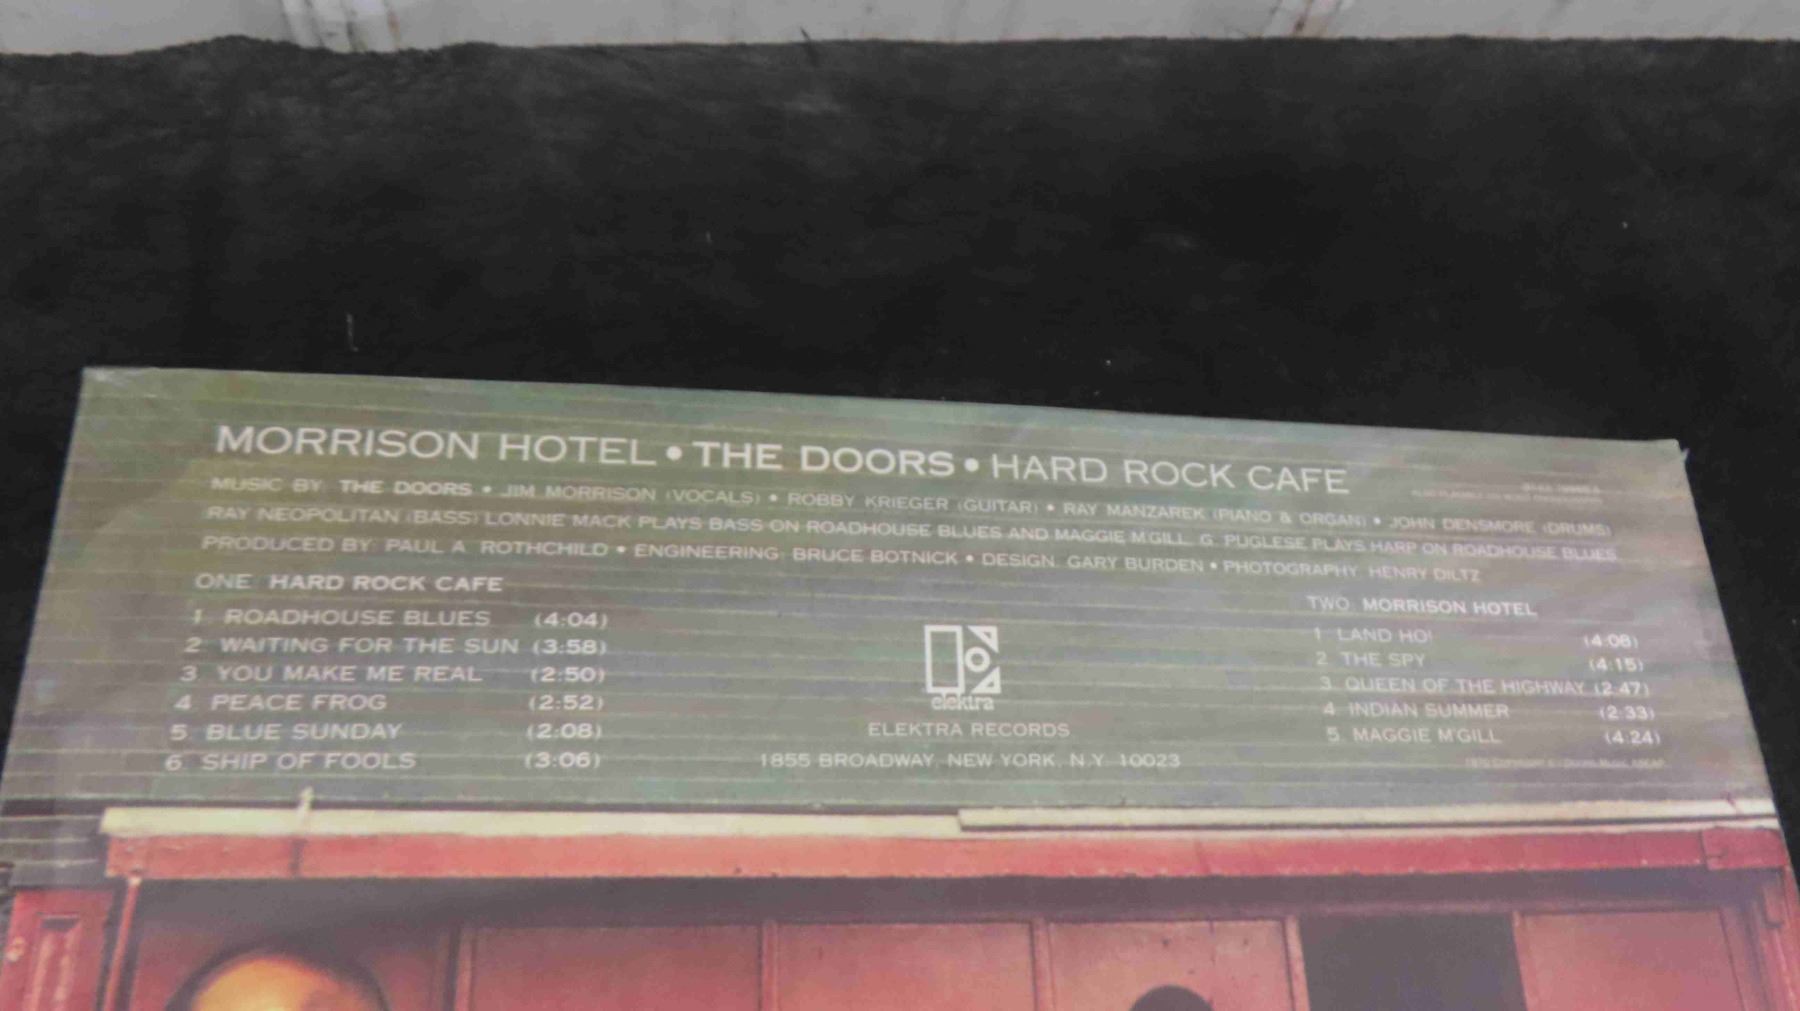 MORRISON HOTEL • THE DOORS • HARD ROCK CAFE
MUSIC BY: THE DOORS • JIM MORRISON (VOCALS) • ROBBY KRIEGER (GUITAR) • RAY MANZAREK (PIANO & ORGAN) • JOHN DENSMORE (DRUMS)
RAY NEOPOLITAN (BASS) LONNIE MACK PLAYS BASS ON ROADHOUSE BLUES AND MAGGIE M'GILL. G. PUGLESE PLAYS HARP ON ROADHOUSE BLUES
PRODUCED BY: PAUL A. ROTHCHILD • ENGINEERING: BRUCE BOTNICK • DESIGN: GARY BURDEN • PHOTOGRAPHY: HENRY DILTZ
ONE: HARD ROCK CAFE
1. ROADHOUSE BLUES (4:04)
2. WAITING FOR THE SUN (3:58)
3. YOU MAKE ME REAL (2:50)
4. PEACE FROG (2:52)
5. BLUE SUNDAY (2:08)
6. SHIP OF FOOLS (3:06)
elektra
ELEKTRA RECORDS
1855 BROADWAY, NEW YORK, N.Y. 10023
TWO: MORRISON HOTEL
1. LAND HO! (4:08)
2. THE SPY (4:15)
3. QUEEN OF THE HIGHWAY (2:47)
4. INDIAN SUMMER (2:33)
5. MAGGIE M'GILL (4:24)